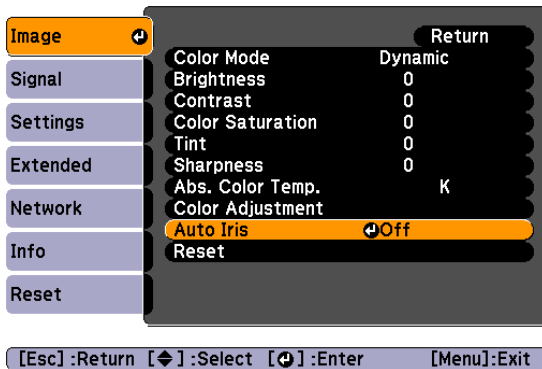 Image
Signal
Settings
Extended
Network
Info
Reset
Return
Color Mode Dynamic
Brightness 0
Contrast 0
Color Saturation 0
Tint 0
Sharpness 0
Abs. Color Temp. K
Color Adjustment
Auto Iris Off
Reset
[Esc] :Return [◆] :Select [↵] :Enter [Menu]:Exit